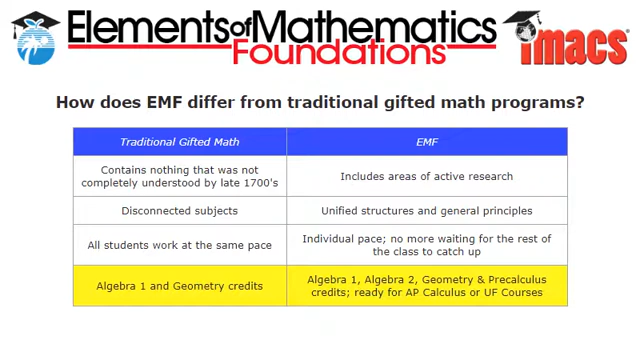 Elements of Mathematics
Foundations
imacs
How does EMF differ from traditional gifted math programs?
Traditional Gifted Math
EMF
Contains nothing that was not
completely understood by late 1700's
Includes areas of active research
Disconnected subjects
Unified structures and general principles
All students work at the same pace
Individual pace; no more waiting for the rest of
the class to catch up
Algebra 1 and Geometry credits
Algebra 1, Algebra 2, Geometry & Precalculus
credits; ready for AP Calculus or UF Courses